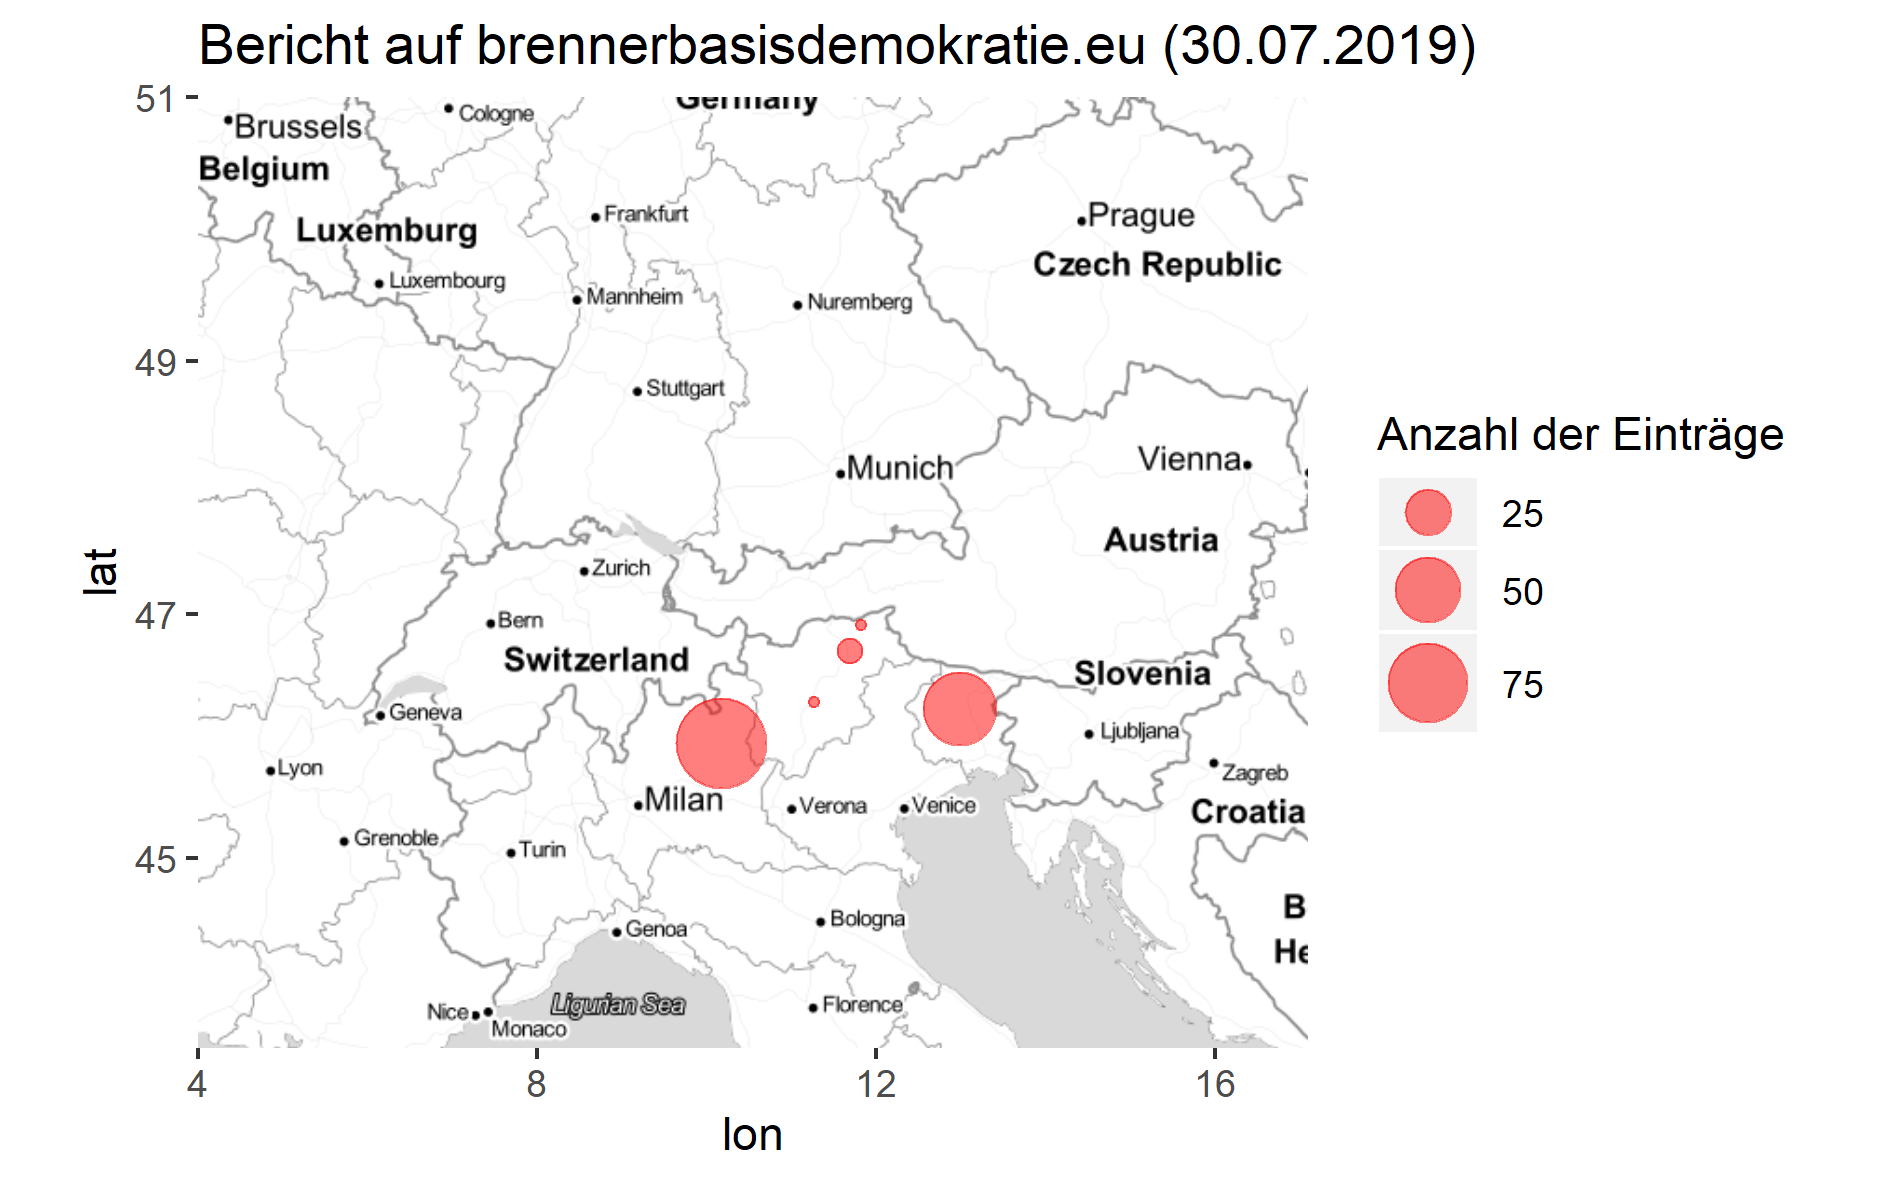 Bericht auf brennerbasisdemokratie.eu (30.07.2019)
51
49
47
45
lat
4
8
12
16
lon
Germany
Cologne
Brussels
Belgium
Frankfurt
Prague
Luxemburg
Czech Republic
Luxembourg
Mannheim
Nuremberg
Stuttgart
Vienna
Munich
Austria
Zurich
Bern
Switzerland
Slovenia
Geneva
Ljubljana
Lyon
Zagreb
Milan
Verona
Venice
Croatia
Grenoble
Turin
B
Bologna
Genoa
He
Ligurian Sea
Florence
Nice
Monaco
Anzahl der Einträge
25
50
75